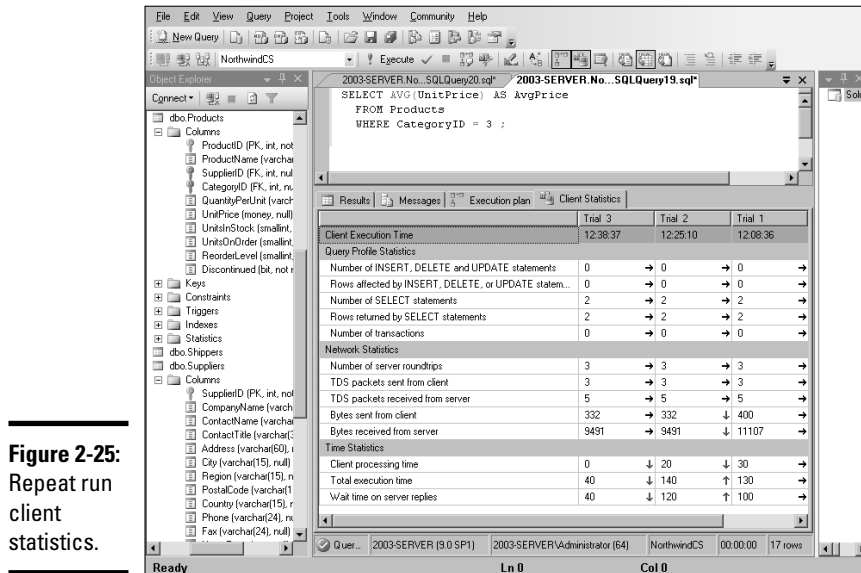 File Edit View Query Project Tools Window Community Help
New Query
NorthwindCS
Execute
Object Explorer
2003-SERVER.No...SQLQuery20.sql*
2003-SERVER.No...SQLQuery19.sql*
Connect
SELECT AVG(UnitPrice) AS AvgPrice
FROM Products
WHERE CategoryID = 3 ;
dbo.Products
Columns
ProductID (PK, int, not
ProductName (varchar
SupplierID (FK, int, nul
CategoryID (FK, int, nu
QuantityPerUnit (varch
UnitPrice (money, null)
UnitsInStock (smallint,
UnitsOnOrder (smallint,
ReorderLevel (smallint,
Discontinued (bit, not n
Keys
Constraints
Triggers
Indexes
Statistics
dbo.Shippers
dbo.Suppliers
Columns
SupplierID (PK, int, not
CompanyName (varch
ContactName (varchar
ContactTitle (varchar(3
Address (varchar(60),
City (varchar(15), null)
Region (varchar(15), n
PostalCode (varchar(1
Country (varchar(15), r
Phone (varchar(24), nu
Fax (varchar(24), null)
Results Messages Execution plan Client Statistics
Trial 3 Trial 2 Trial 1
Client Execution Time 12:38:37 12:25:10 12:08:36
Query Profile Statistics
Number of INSERT, DELETE and UPDATE statements 0 → 0 → 0 →
Rows affected by INSERT, DELETE, or UPDATE statem... 0 → 0 → 0 →
Number of SELECT statements 2 → 2 → 2 →
Rows returned by SELECT statements 2 → 2 → 2 →
Number of transactions 0 → 0 → 0 →
Network Statistics
Number of server roundtrips 3 → 3 → 3 →
TDS packets sent from client 3 → 3 → 3 →
TDS packets received from server 5 → 5 → 5 →
Bytes sent from client 332 → 332 ↓ 400 →
Bytes received from server 9491 → 9491 ↓ 11107 →
Time Statistics
Client processing time 0 ↓ 20 ↓ 30 →
Total execution time 40 ↓ 140 ↑ 130 →
Wait time on server replies 40 ↓ 120 ↑ 100 →
Quer... 2003-SERVER (9.0 SP1) 2003-SERVER\Administrator (64) NorthwindCS 00:00:00 17 rows
Ready Ln 0 Col 0
Solu
Figure 2-25:
Repeat run
client
statistics.